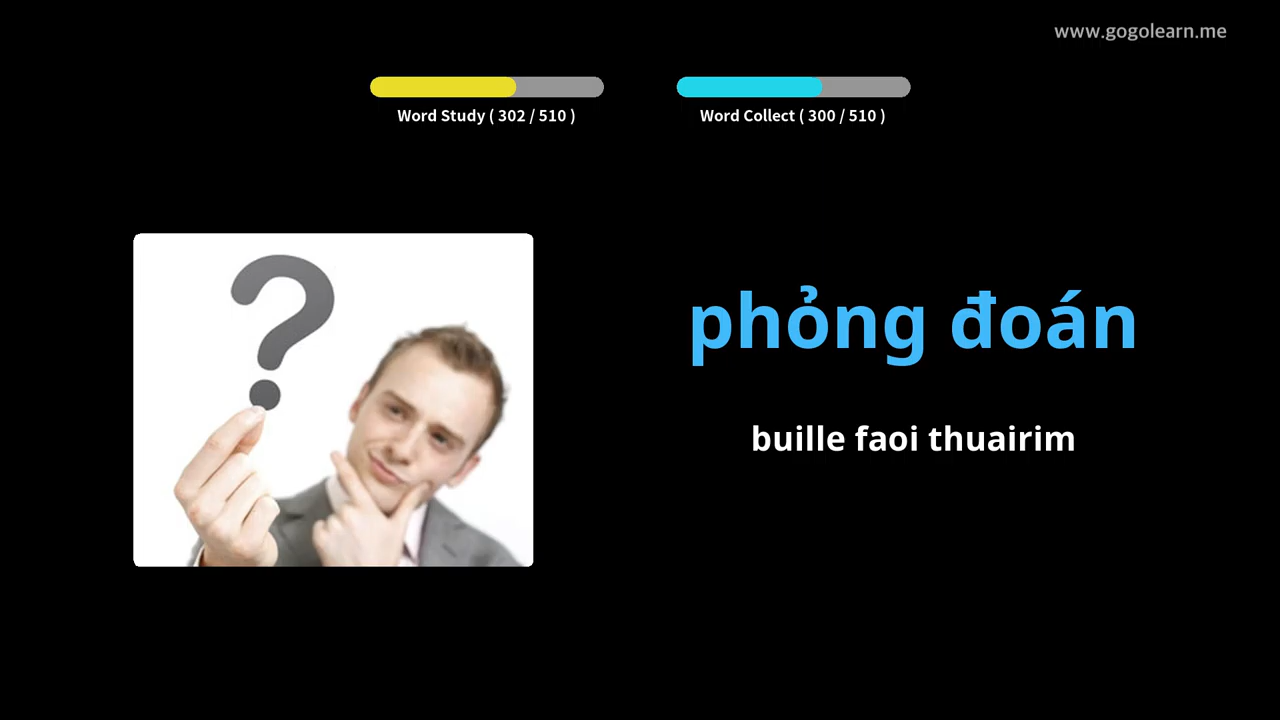 www.gogolearn.me
Word Study ( 302 / 510 )
Word Collect ( 300 / 510 )
?
phỏng đoán
buille faoi thuairim